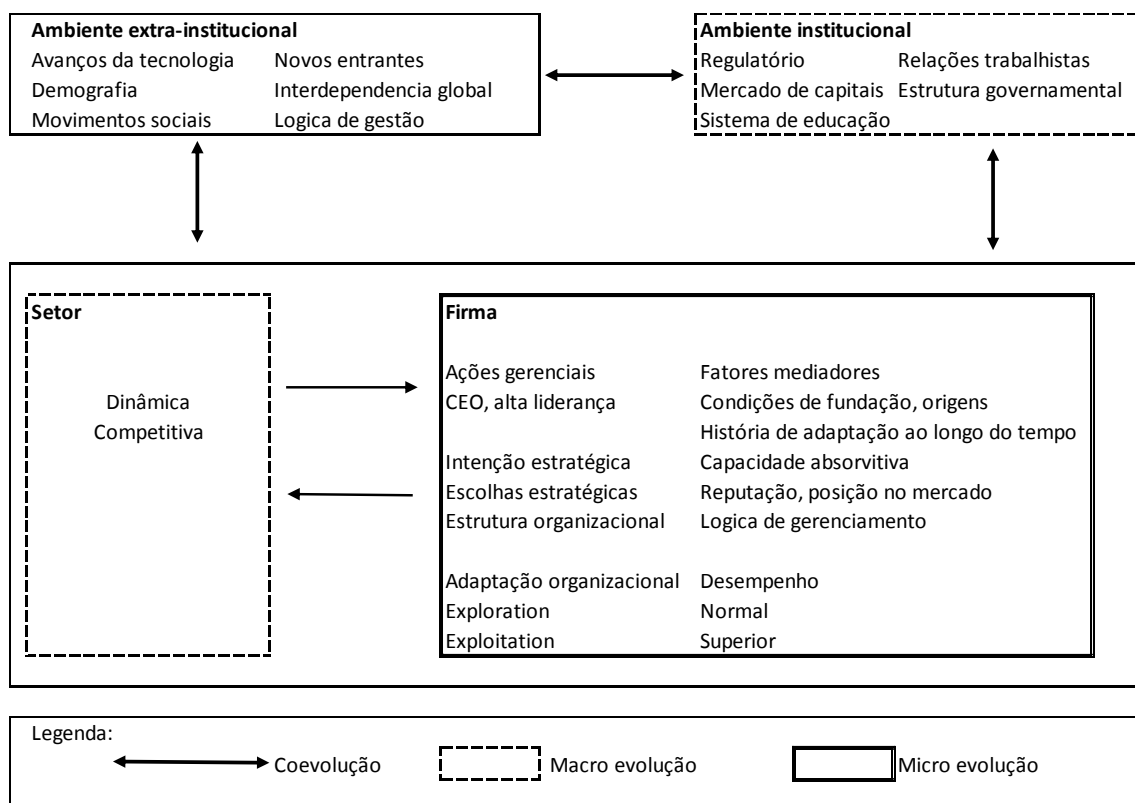 Ambiente extra-institucional
Avanços da tecnologia Novos entrantes
Demografia Interdependencia global
Movimentos sociais Logica de gestão
Ambiente institucional
Regulatório Relações trabalhistas
Mercado de capitais Estrutura governamental
Sistema de educação
Setor
Dinâmica
Competitiva
Firma
Ações gerenciais Fatores mediadores
CEO, alta liderança Condições de fundação, origens
História de adaptação ao longo do tempo
Intenção estratégica Capacidade absorvitiva
Escolhas estratégicas Reputação, posição no mercado
Estrutura organizacional Logica de gerenciamento
Adaptação organizacional Desempenho
Exploration Normal
Exploitation Superior
Legenda:
Coevolução Macro evolução Micro evolução